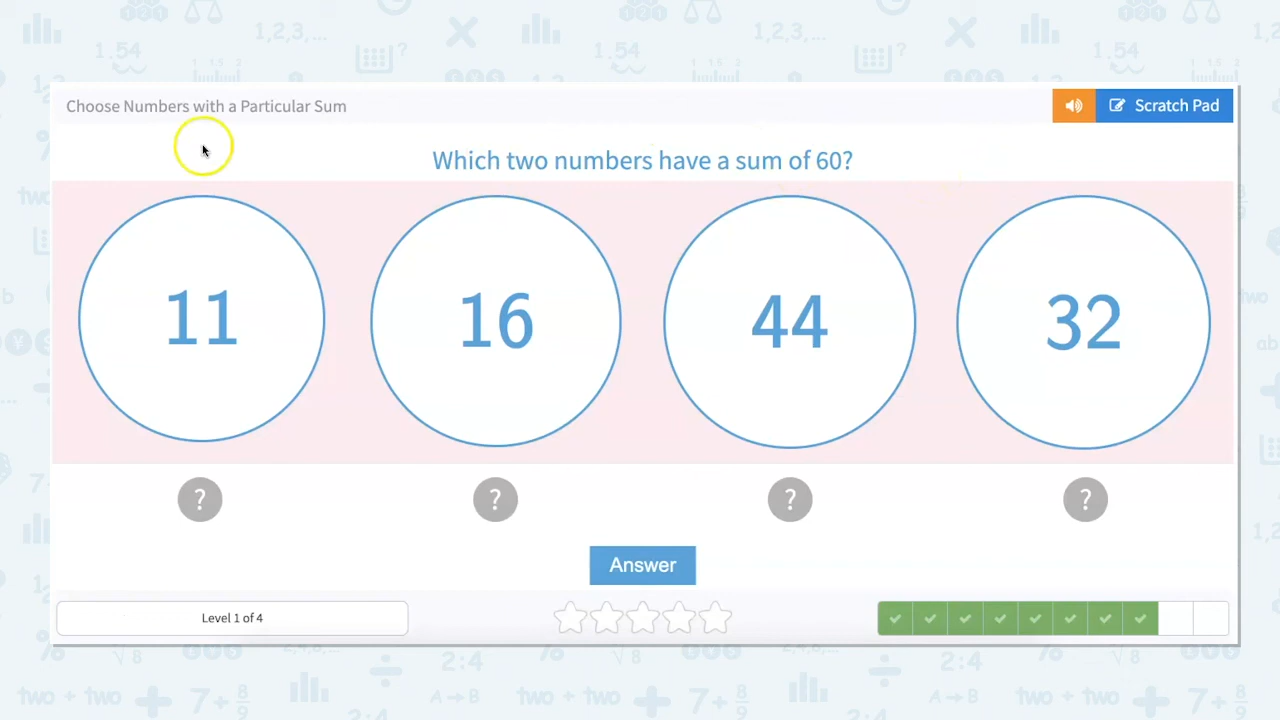 Choose Numbers with a Particular Sum
Scratch Pad
Which two numbers have a sum of 60?
11 16 44 32
? ? ? ?
Answer
Level 1 of 4